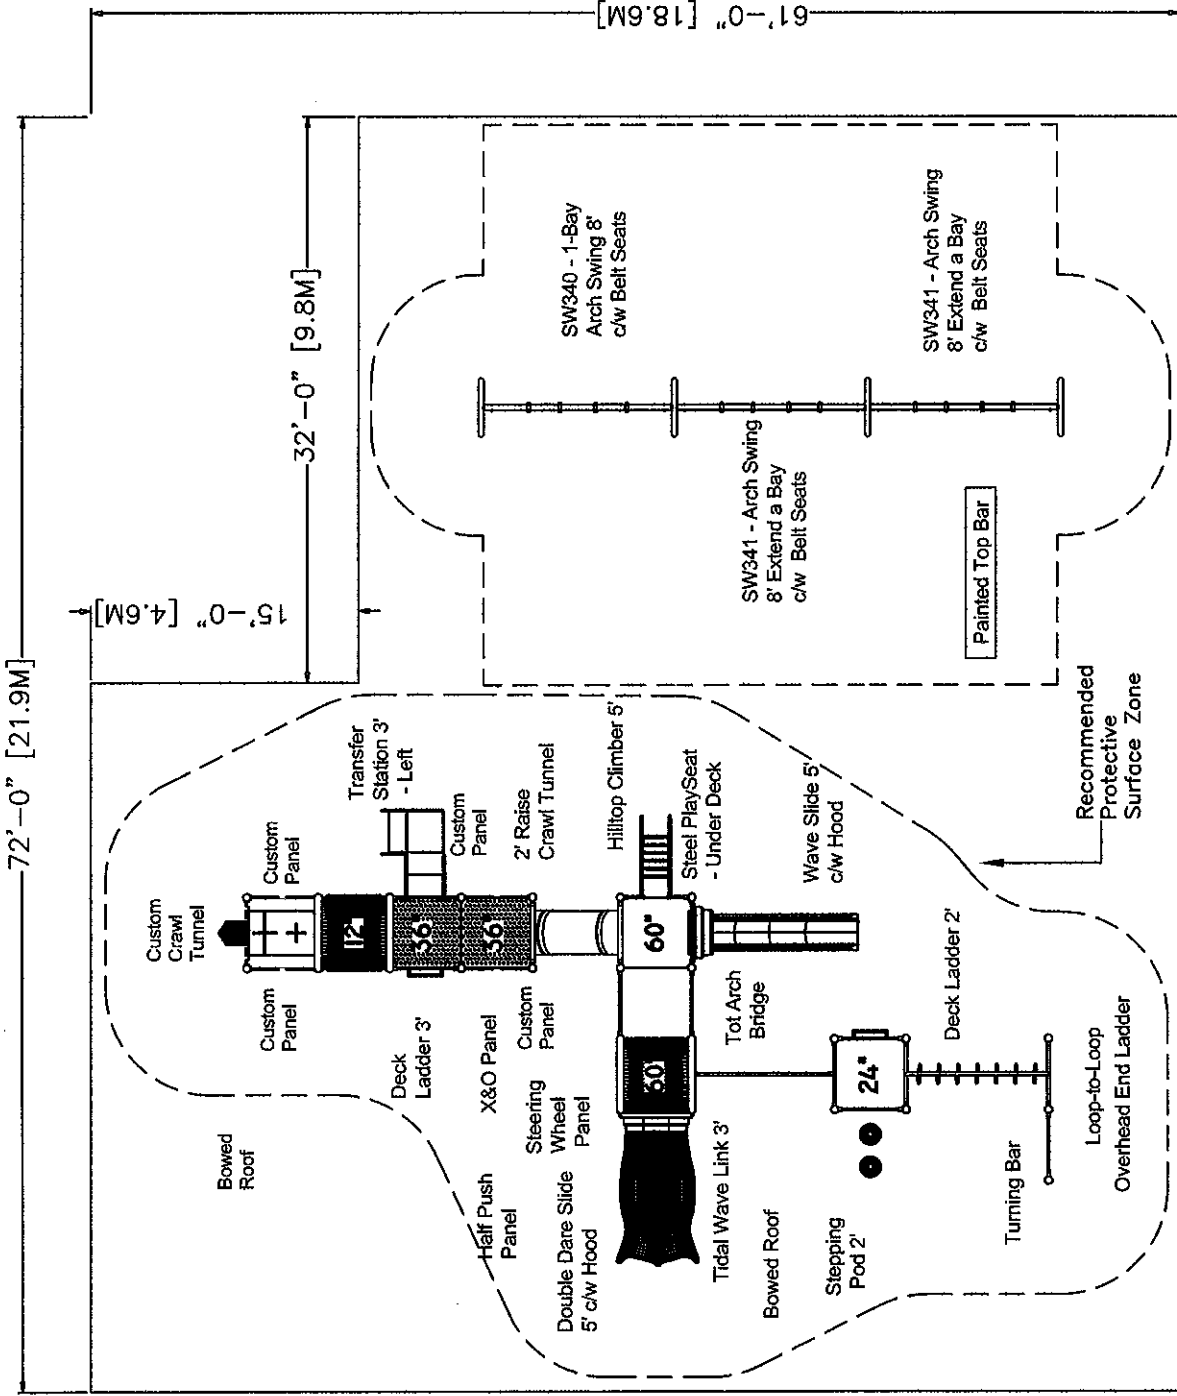 72'-0" [21.9M]
61'-0" [18.6M]
32'-0" [9.8M]
15'-0" [4.6M]
SW340 - 1-Bay
Arch Swing 8'
c/w Belt Seats
SW341 - Arch Swing
8' Extend a Bay
c/w Belt Seats
SW341 - Arch Swing
8' Extend a Bay
c/w Belt Seats
Painted Top Bar
Recommended
Protective
Surface Zone
Transfer
Station 3'
- Left
Custom
Panel
Custom
Panel
2' Raise
Crawl Tunnel
Hilltop Climber 5'
Steel PlaySeat
- Under Deck
Wave Slide 5'
c/w Hood
Custom
Crawl
Tunnel
12"
36"
36"
60"
60"
24"
Custom
Panel
Deck
Ladder 3'
X&O Panel
Custom
Panel
Steering
Wheel
Panel
Tot Arch
Bridge
Deck Ladder 2'
Bowed
Roof
Half Push
Panel
Double Dare Slide
5' c/w Hood
Tidal Wave Link 3'
Bowed Roof
Stepping
Pod 2'
Turning Bar
Loop-to-Loop
Overhead End Ladder